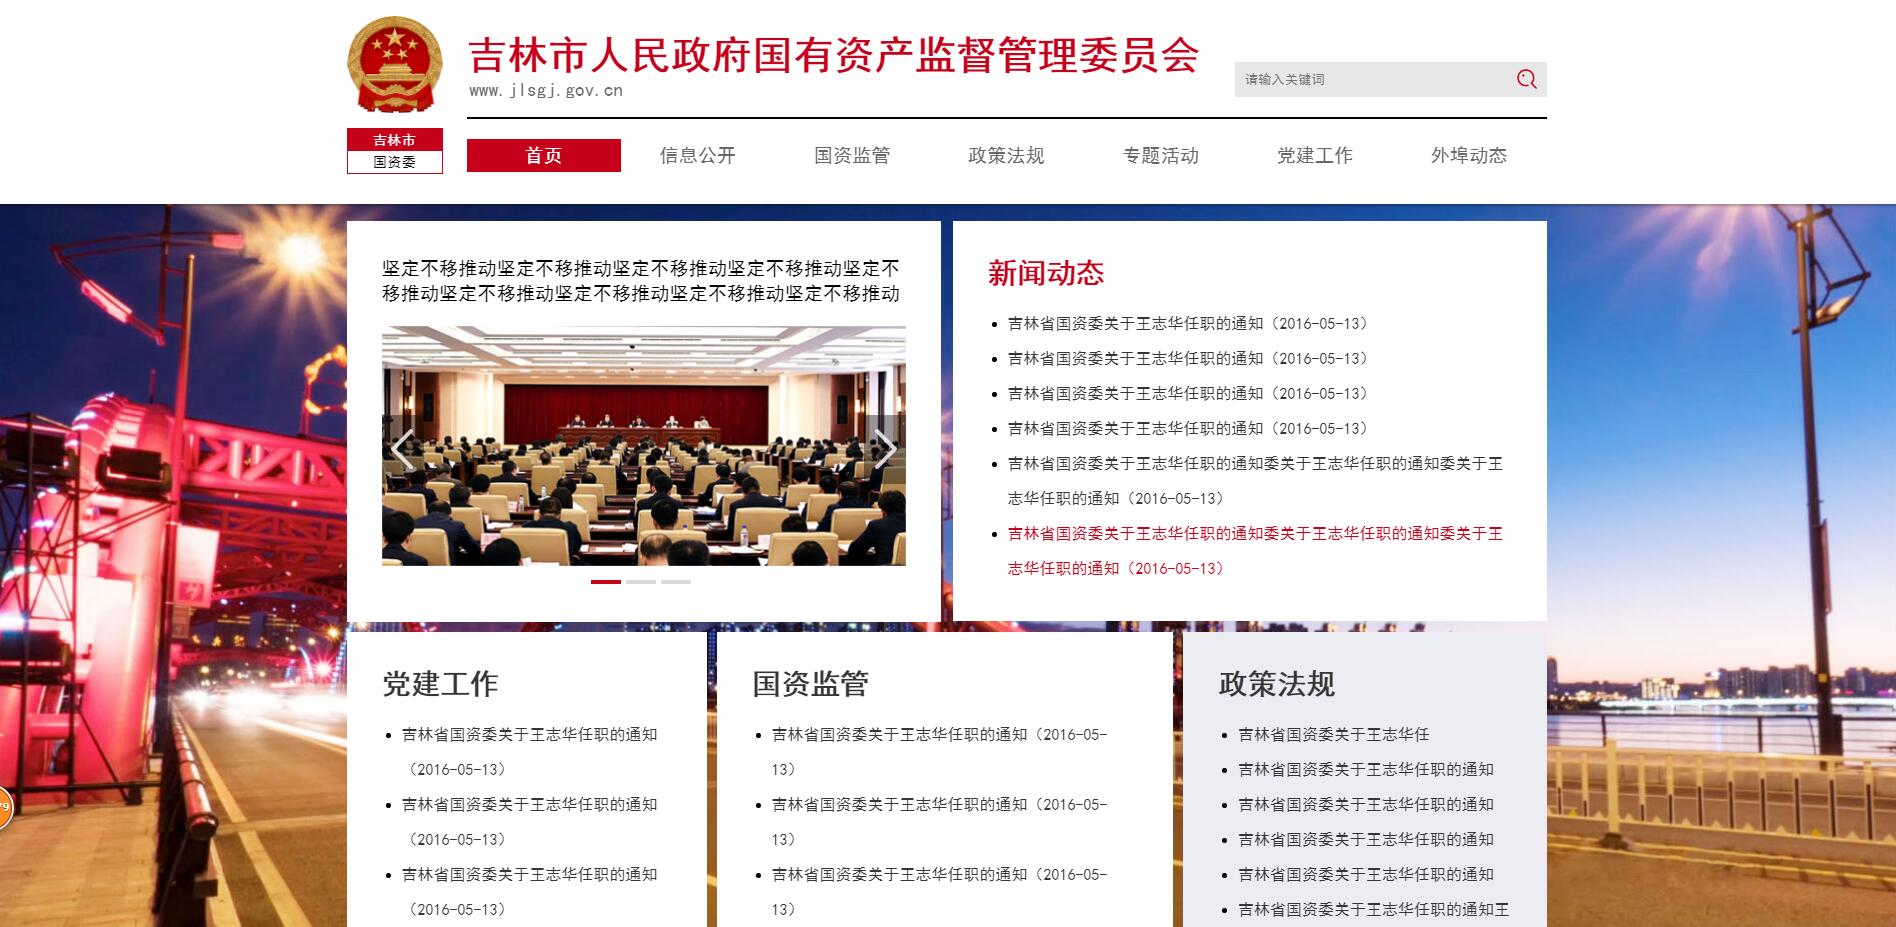 吉林市人民政府国有资产监督管理委员会
www.jlsgj.gov.cn
请输入关键词
吉林市
国资委
首页
信息公开
国资监管
政策法规
专题活动
党建工作
外埠动态
坚定不移推动坚定不移推动坚定不移推动坚定不移推动坚定不
移推动坚定不移推动坚定不移推动坚定不移推动坚定不移推动
新闻动态
吉林省国资委关于王志华任职的通知（2016-05-13）
吉林省国资委关于王志华任职的通知（2016-05-13）
吉林省国资委关于王志华任职的通知（2016-05-13）
吉林省国资委关于王志华任职的通知（2016-05-13）
吉林省国资委关于王志华任职的通知委关于王志华任职的通知委关于王
志华任职的通知（2016-05-13）
吉林省国资委关于王志华任职的通知委关于王志华任职的通知委关于王
志华任职的通知（2016-05-13）
党建工作
吉林省国资委关于王志华任职的通知
（2016-05-13）
吉林省国资委关于王志华任职的通知
（2016-05-13）
吉林省国资委关于王志华任职的通知
（2016-05-13）
国资监管
吉林省国资委关于王志华任职的通知（2016-05-
13）
吉林省国资委关于王志华任职的通知（2016-05-
13）
吉林省国资委关于王志华任职的通知（2016-05-
13）
政策法规
吉林省国资委关于王志华任
吉林省国资委关于王志华任职的通知
吉林省国资委关于王志华任职的通知
吉林省国资委关于王志华任职的通知
吉林省国资委关于王志华任职的通知
吉林省国资委关于王志华任职的通知王